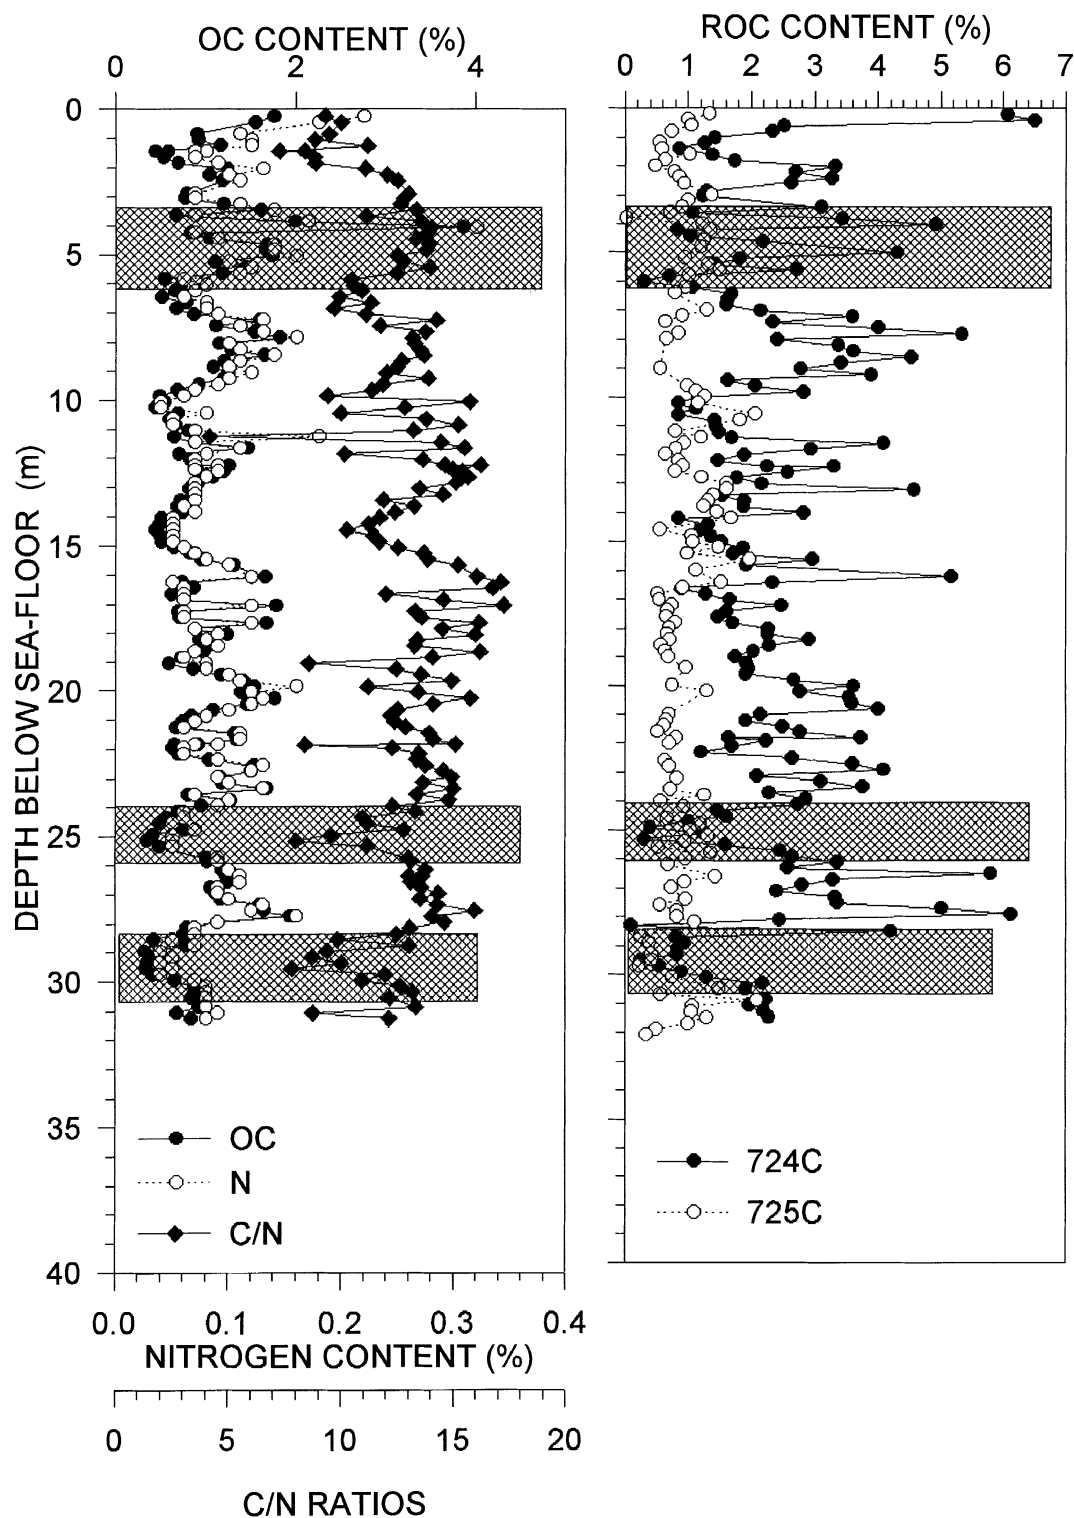 OC CONTENT (%)
0 2 4
ROC CONTENT (%)
0 1 2 3 4 5 6 7
DEPTH BELOW SEA-FLOOR (m)
0
5
10
15
20
25
30
35
40
OC
N
C/N
724C
725C
0.0 0.1 0.2 0.3 0.4
NITROGEN CONTENT (%)
0 5 10 15 20
C/N RATIOS